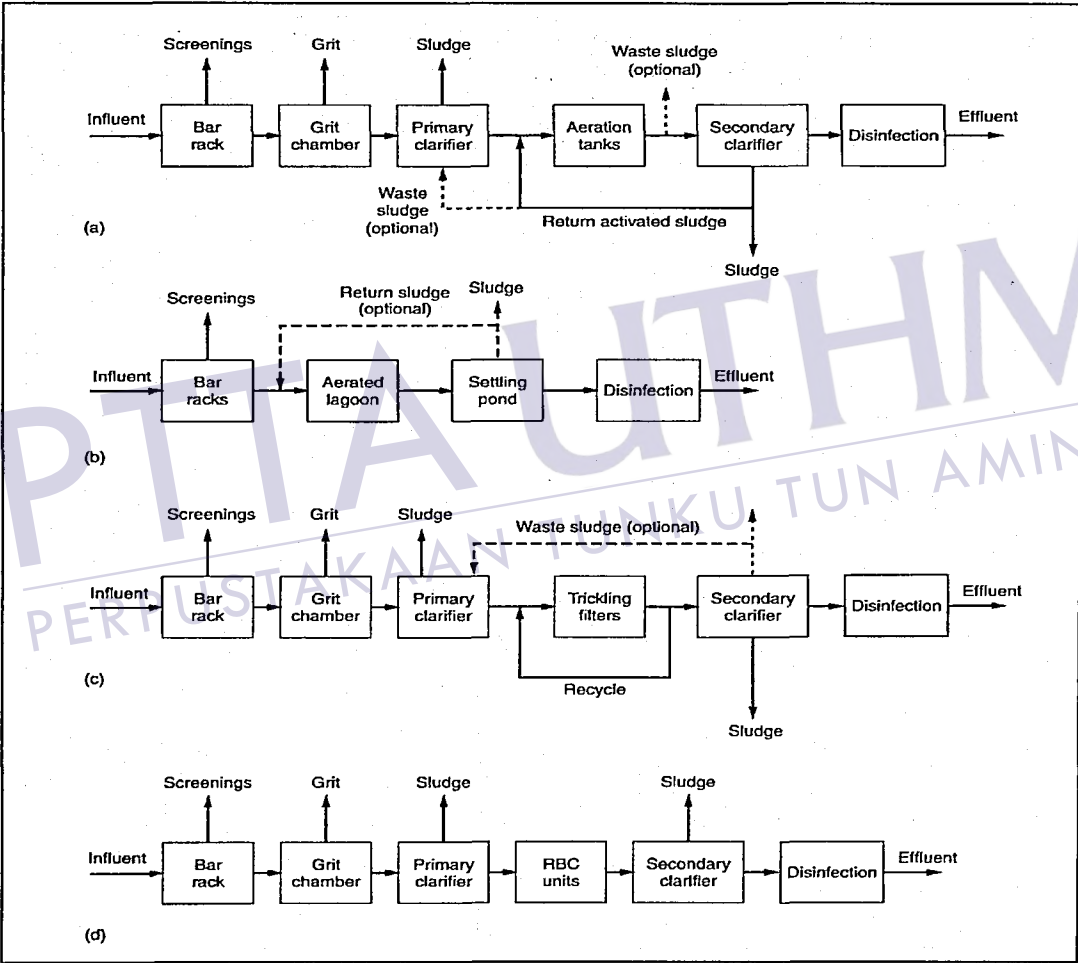 Screenings
Grit
Sludge
Waste sludge
(optional)
Influent
Bar
rack
Grit
chamber
Primary
clarifier
Aeration
tanks
Secondary
clarifier
Disinfection
Effluent
Waste
sludge
(optional)
Return activated sludge
(a)
Sludge
Screenings
Return sludge
(optional)
Sludge
Influent
Bar
racks
Aerated
lagoon
Settling
pond
Disinfection
Effluent
(b)
Screenings
Grit
Sludge
Waste sludge (optional)
Influent
Bar
rack
Grit
chamber
Primary
clarifier
Trickling
filters
Secondary
clarifier
Disinfection
Effluent
Recycle
(c)
Sludge
Screenings
Grit
Sludge
Sludge
Influent
Bar
rack
Grit
chamber
Primary
clarifier
RBC
units
Secondary
clarifier
Disinfection
Effluent
(d)
PTTA UTHM
PERPUSTAKAAN TUNKU TUN AMIN